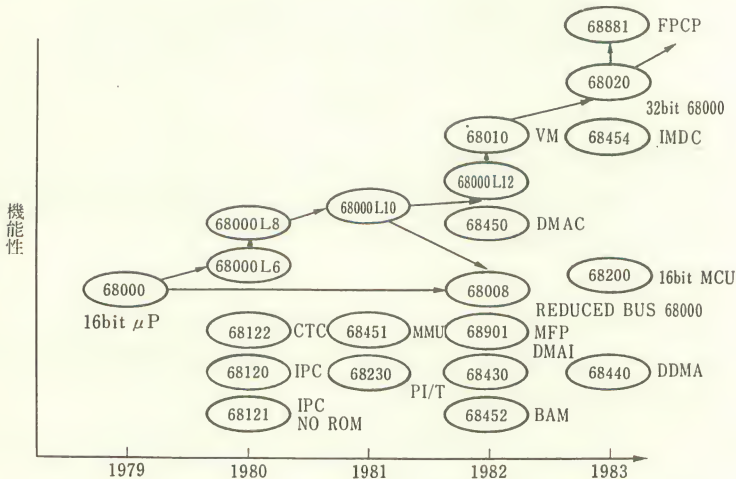 68881 FPCP
68020
32bit 68000
68010 VM
68454 IMDC
68000L12
68000L8
68000L10
68450 DMAC
機能性
68000L6
68000
68008
68200 16bit MCU
16bit μP
REDUCED BUS 68000
68122 CTC
68451 MMU
68901 MFP
DMAI
68120 IPC
68230 PI/T
68430
68440 DDMA
68121 IPC
NO ROM
68452 BAM
1979 1980 1981 1982 1983